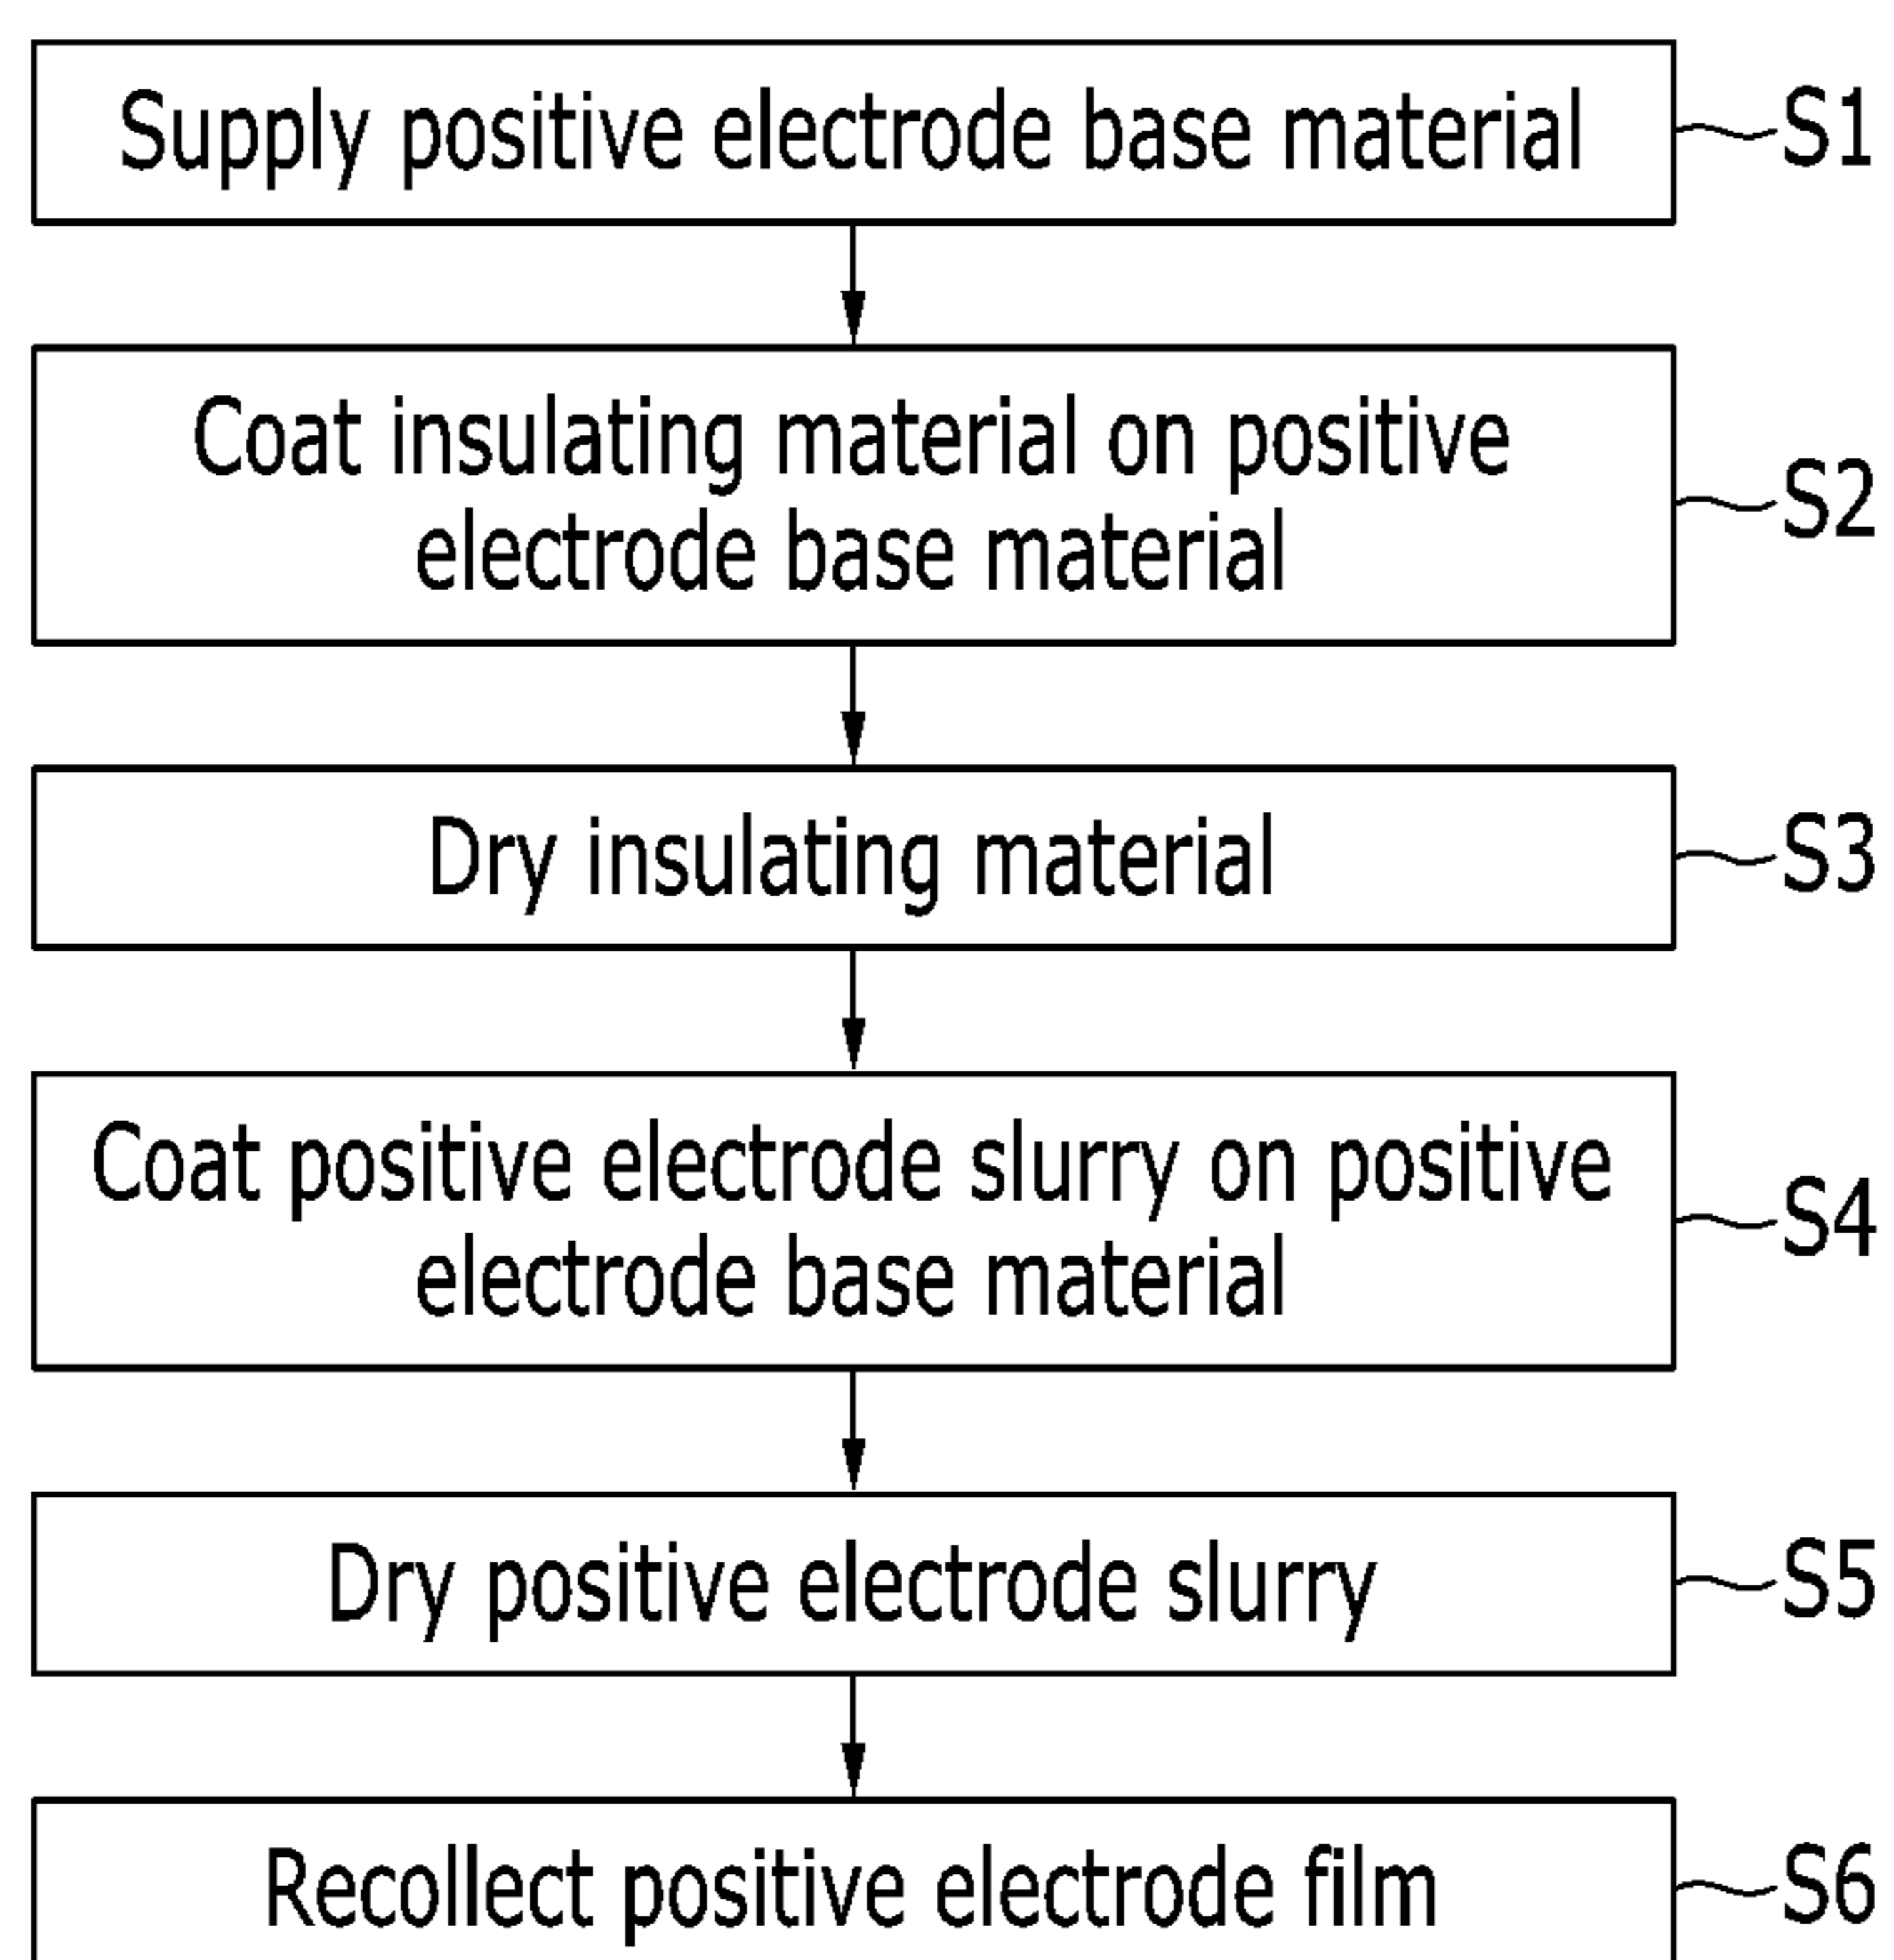 Supply positive electrode base material
S1
Coat insulating material on positive
electrode base material
S2
Dry insulating material
S3
Coat positive electrode slurry on positive
electrode base material
S4
Dry positive electrode slurry
S5
Recollect positive electrode film
S6